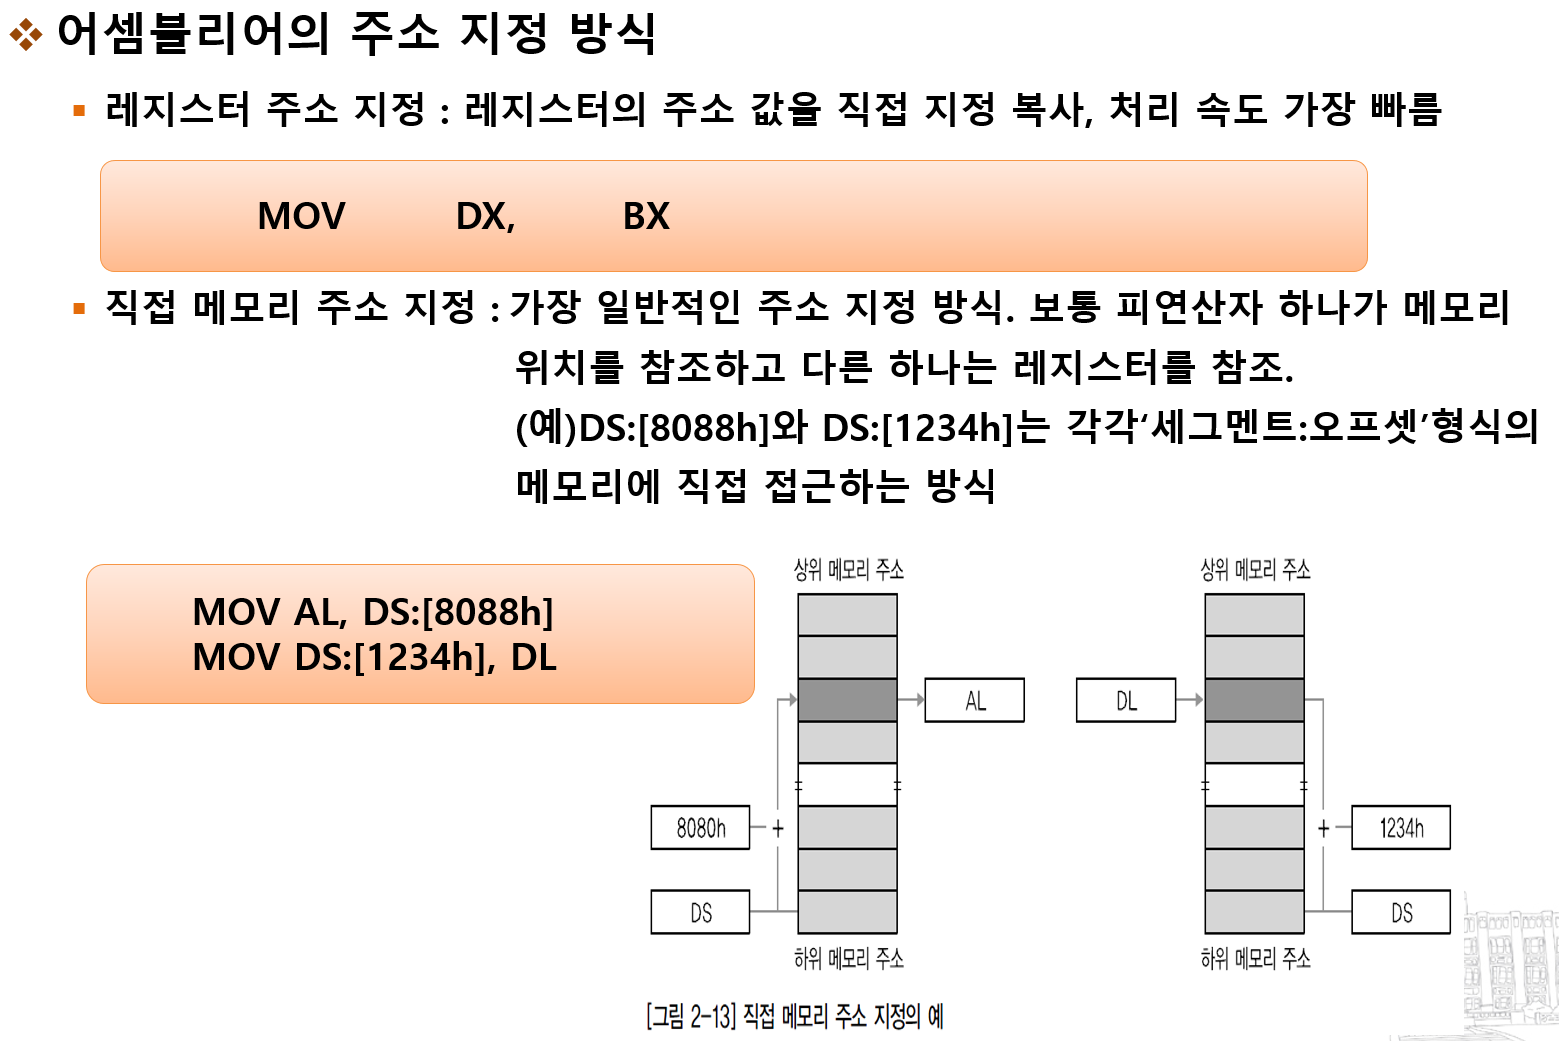 어셈블리어의 주소 지정 방식
레지스터 주소 지정 : 레지스터의 주소 값을 직접 지정 복사, 처리 속도 가장 빠름
MOV DX, BX
직접 메모리 주소 지정 : 가장 일반적인 주소 지정 방식. 보통 피연산자 하나가 메모리
위치를 참조하고 다른 하나는 레지스터를 참조.
(예)DS:[8088h]와 DS:[1234h]는 각각‘세그멘트:오프셋’형식의
메모리에 직접 접근하는 방식
MOV AL, DS:[8088h]
MOV DS:[1234h], DL
상위 메모리 주소
AL
8080h
+
DS
하위 메모리 주소
상위 메모리 주소
DL
1234h
+
DS
하위 메모리 주소
[그림 2-13] 직접 메모리 주소 지정의 예